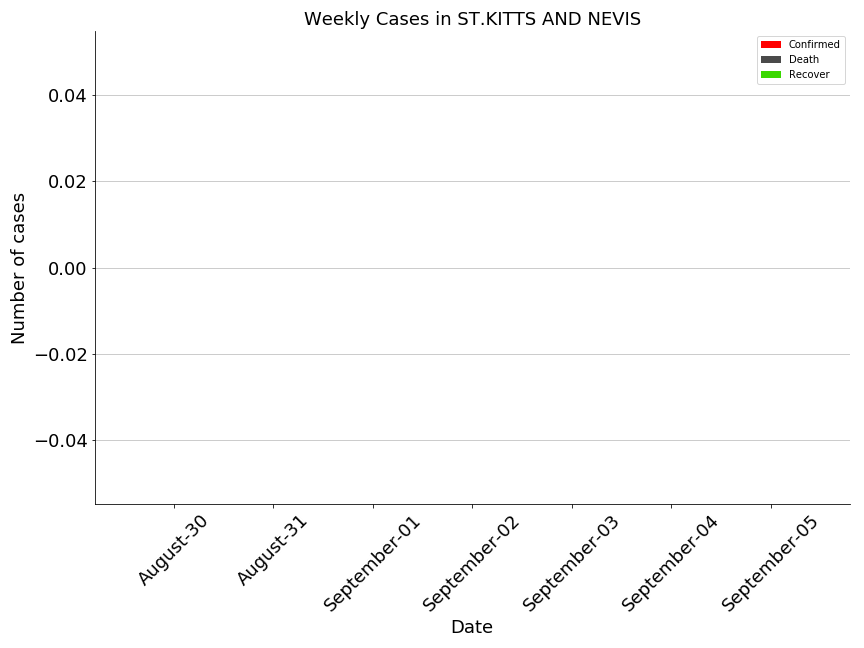 Weekly Cases in ST.KITTS AND NEVIS
Confirmed
Death
Recover
0.04
0.02
0.00
−0.02
−0.04
Number of cases
August-30
August-31
September-01
September-02
September-03
September-04
September-05
Date